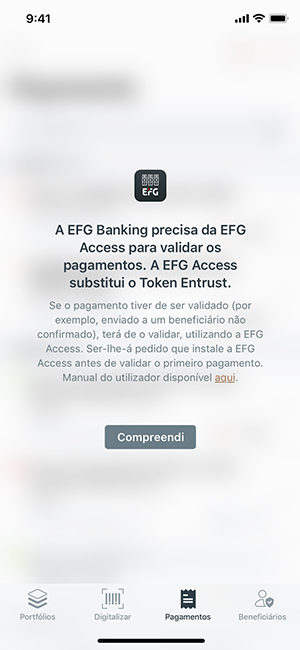 9:41
EFG
A EFG Banking precisa da EFG
Access para validar os
pagamentos. A EFG Access
substitui o Token Entrust.
Se o pagamento tiver de ser validado (por
exemplo, enviado a um beneficiário não
confirmado), terá de o validar, utilizando a EFG
Access. Ser-lhe-á pedido que instale a EFG
Access antes de validar o primeiro pagamento.
Manual do utilizador disponível aqui.
Compreendi
Portfólios Digitalizar Pagamentos Beneficiários